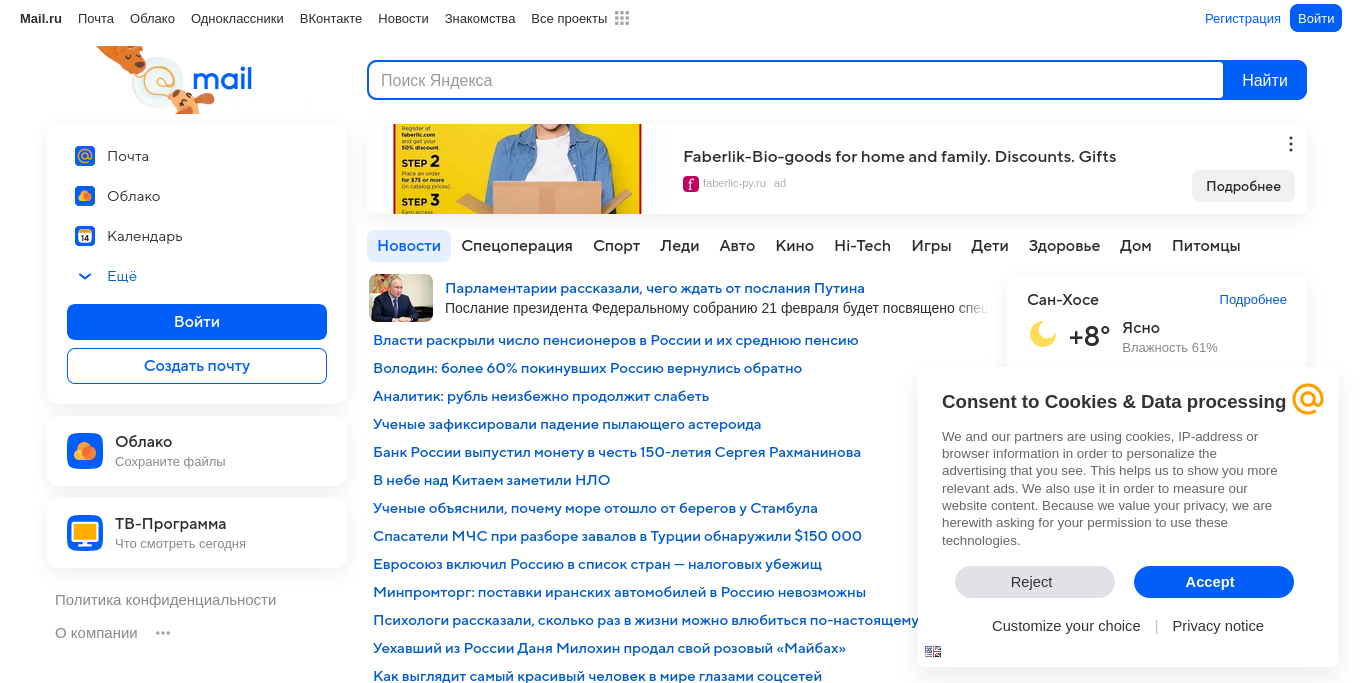 Mail.ru Почта Облако Одноклассники ВКонтакте Новости Знакомства Все проекты
Регистрация Войти
mail
Поиск Яндекса
Найти
Почта
Облако
14 Календарь
Ещё
Войти
Создать почту
Облако
Сохраните файлы
ТВ-Программа
Что смотреть сегодня
Политика конфиденциальности
О компании
Register at
faberlic.com
and get your
50% discount.
STEP 2
Place an order
for $75 or more
(in catalog prices).
STEP 3
Earn access
Faberlik-Bio-goods for home and family. Discounts. Gifts
f faberlic-py.ru ad
Подробнее
Новости Спецоперация Спорт Леди Авто Кино Hi-Tech Игры Дети Здоровье Дом Питомцы
Парламентарии рассказали, чего ждать от послания Путина
Послание президента Федеральному собранию 21 февраля будет посвящено спец
Власти раскрыли число пенсионеров в России и их среднюю пенсию
Володин: более 60% покинувших Россию вернулись обратно
Аналитик: рубль неизбежно продолжит слабеть
Ученые зафиксировали падение пылающего астероида
Банк России выпустил монету в честь 150-летия Сергея Рахманинова
В небе над Китаем заметили НЛО
Ученые объяснили, почему море отошло от берегов у Стамбула
Спасатели МЧС при разборе завалов в Турции обнаружили $150 000
Евросоюз включил Россию в список стран — налоговых убежищ
Минпромторг: поставки иранских автомобилей в Россию невозможны
Психологи рассказали, сколько раз в жизни можно влюбиться по-настоящему
Уехавший из России Даня Милохин продал свой розовый «Майбах»
Как выглядит самый красивый человек в мире глазами соцсетей
Сан-Хосе
Подробнее
+8°
Ясно
Влажность 61%
Consent to Cookies & Data processing
We and our partners are using cookies, IP-address or
browser information in order to personalize the
advertising that you see. This helps us to show you more
relevant ads. We also use it in order to measure our
website content. Because we value your privacy, we are
herewith asking for your permission to use these
technologies.
Reject
Accept
Customize your choice | Privacy notice